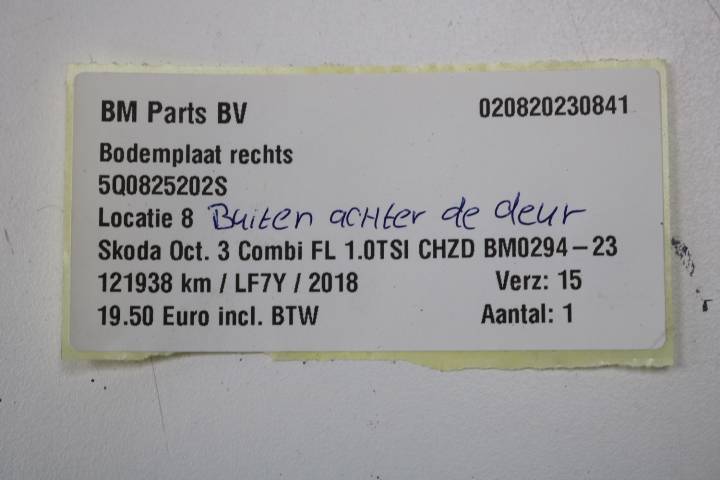 BM Parts BV 020820230841
Bodemplaat rechts
5Q0825202S
Locatie 8 Buiten achter de deur
Skoda Oct. 3 Combi FL 1.0TSI CHZD BM0294-23
121938 km / LF7Y / 2018 Verz: 15
19.50 Euro incl. BTW Aantal: 1